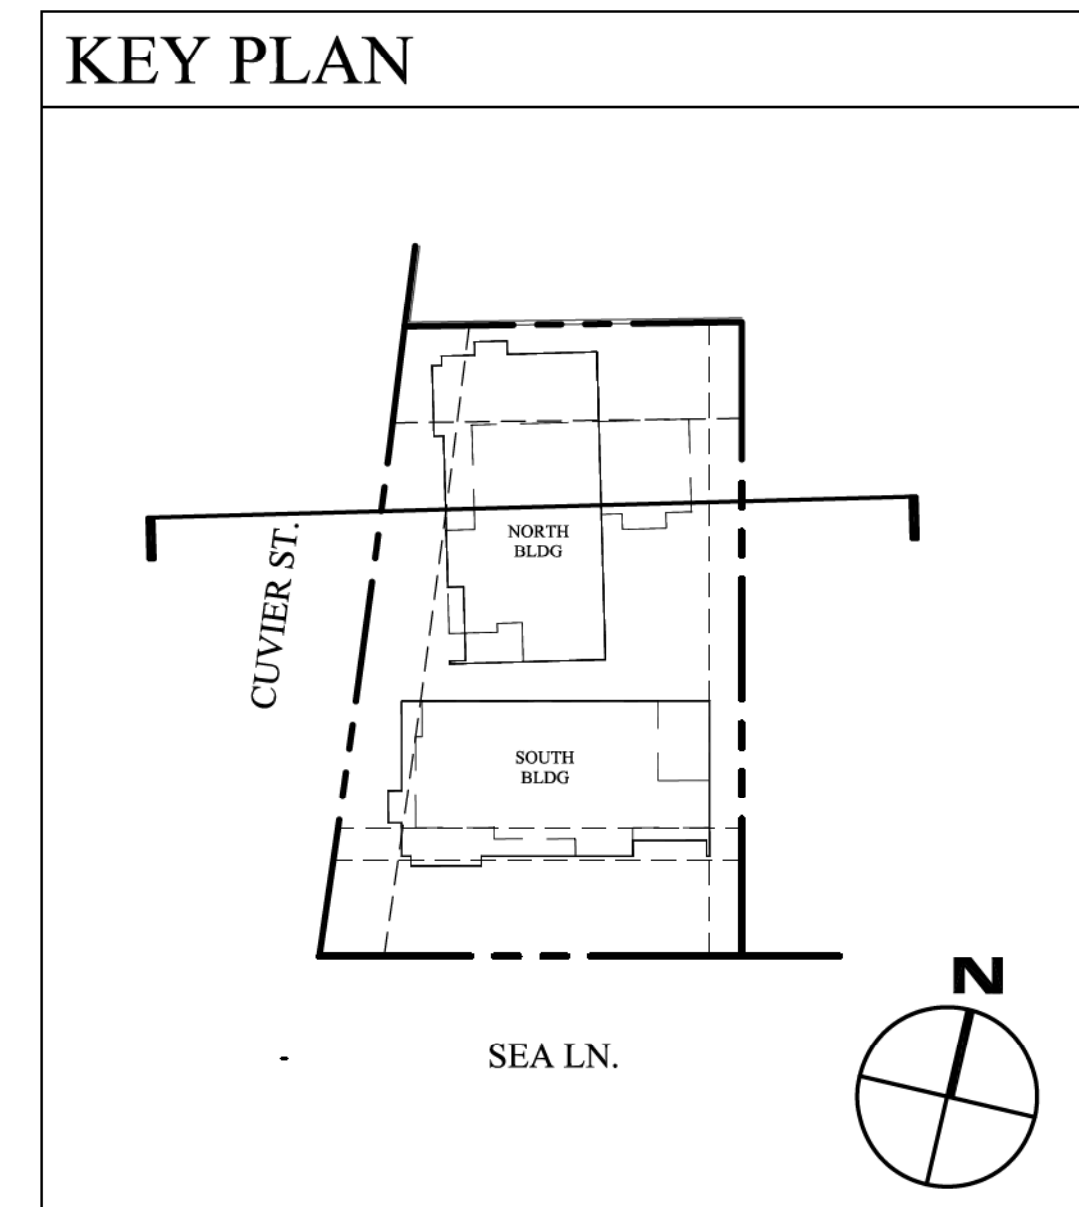 KEY PLAN
NORTH
BLDG
CUVIER ST.
SOUTH
BLDG
N
SEA LN.